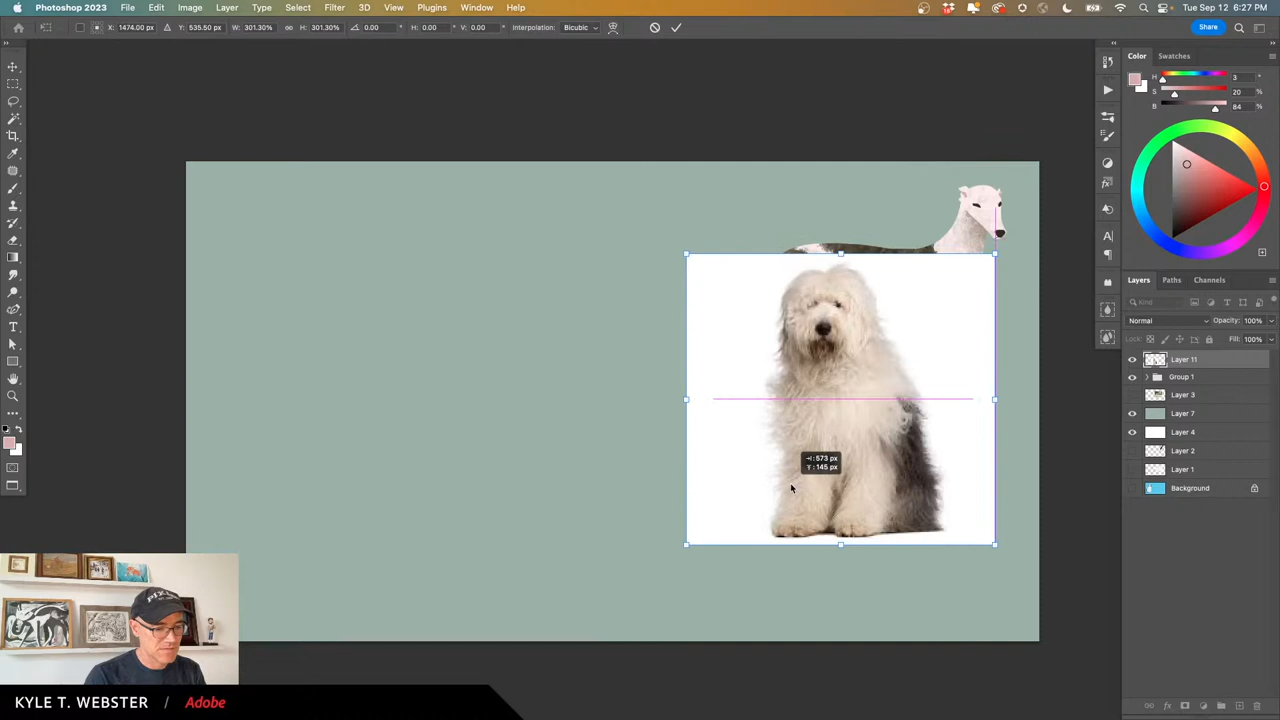 Photoshop 2023 File Edit Image Layer Type Select Filter 3D View Plugins Window Help Tue Sep 12 6:27 PM
X: 1474.00 px Y: 535.50 px W: 301.30% H: 301.30% 0.00 ° H: 0.00 ° V: 0.00 ° Interpolation: Bicubic Share
Color Swatches
H 3 °
S 20 %
B 84 %
Layers Paths Channels
Kind
Normal Opacity: 100%
Lock: Fill: 100%
Layer 11
Group 1
Layer 3
Layer 7
Layer 4
Layer 2
Layer 1
Background
573 px
145 px
KYLE T. WEBSTER / Adobe